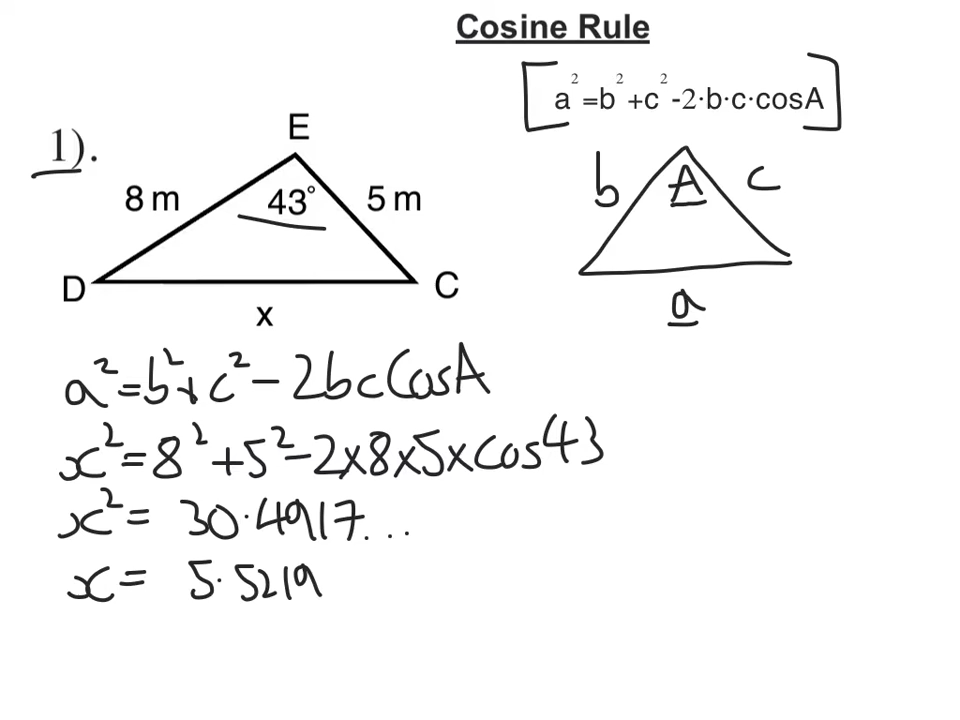 Cosine Rule
a²=b²+c²-2·b·c·cosA
1).
E
8 m
43°
5 m
D
C
x
b
A
c
a
a²=b²+c²-2bcCosA
x²=8²+5²-2x8x5xcos43
x²= 30.4917...
x= 5.5219